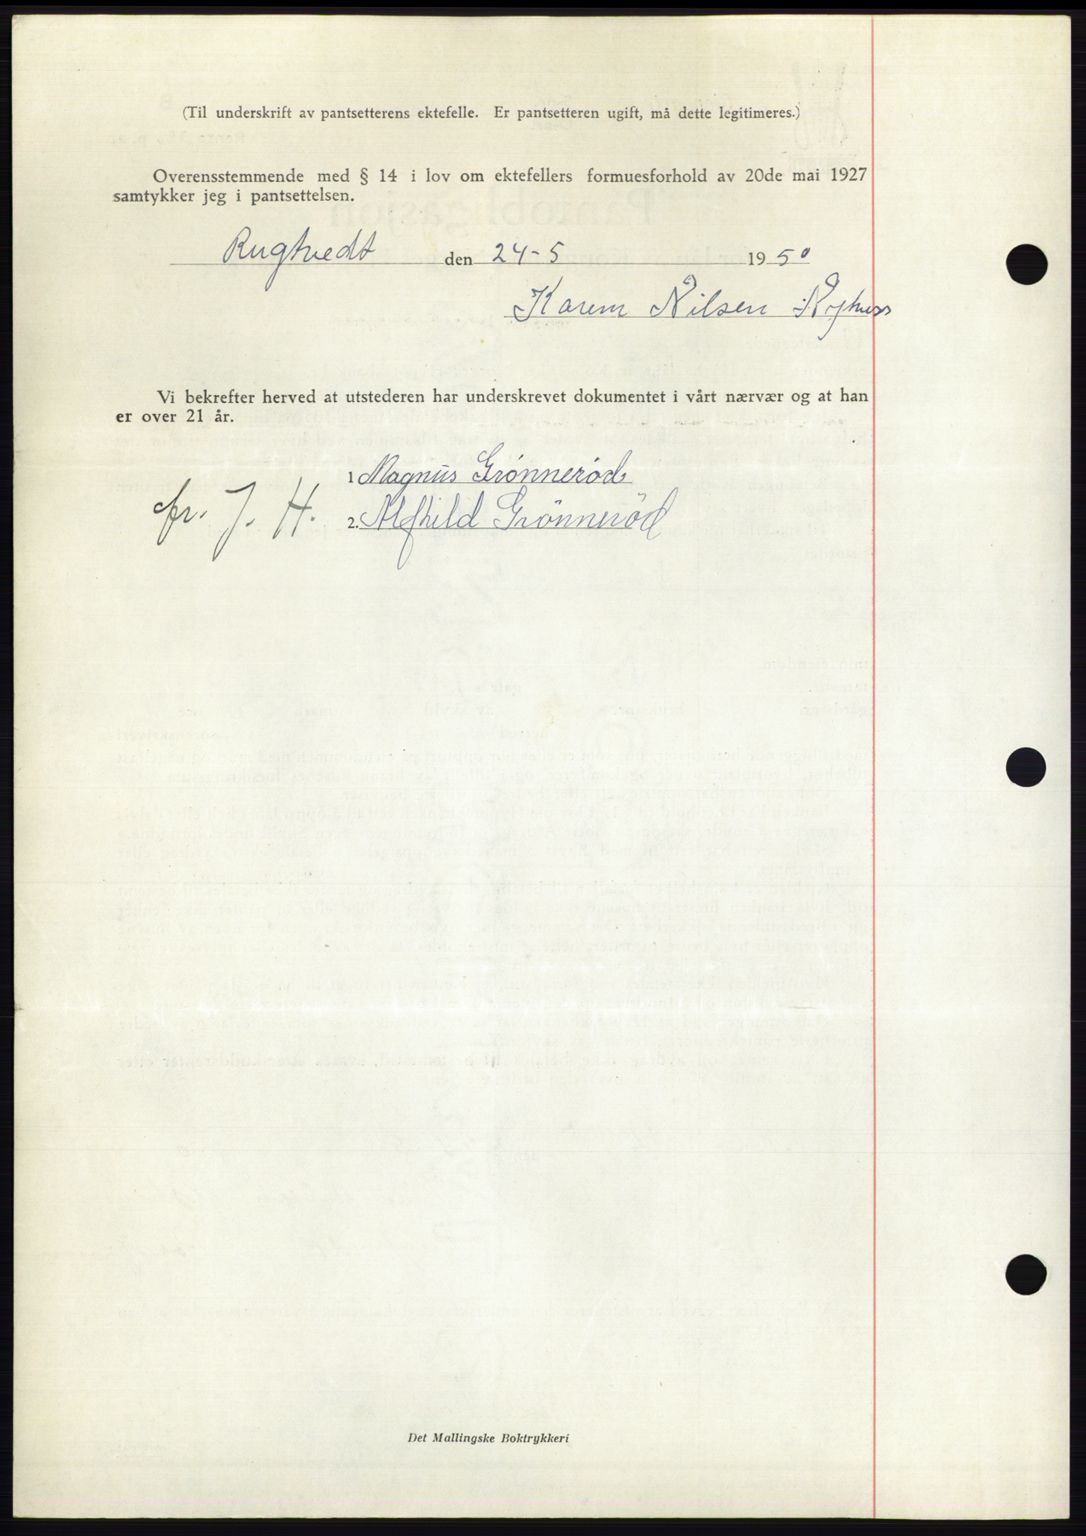 (Til underskrift av pantsetterens ektefelle. Er pantsetteren ugift, må dette legitimeres.)
Overensstemmende med § 14 i lov om ektefellers formuesforhold av 20de mai 1927
samtykker jeg i pantsettelsen.
Rugtvedt den 24-5 1950
Karen Nilsen
Vi bekrefter herved at utstederen har underskrevet dokumentet i vårt nærvær og at han
er over 21 år.
1 Magnus Grønnerød
fr. J. H. 2. Alfhild Grønnerød
Det Mallingske Boktrykkeri